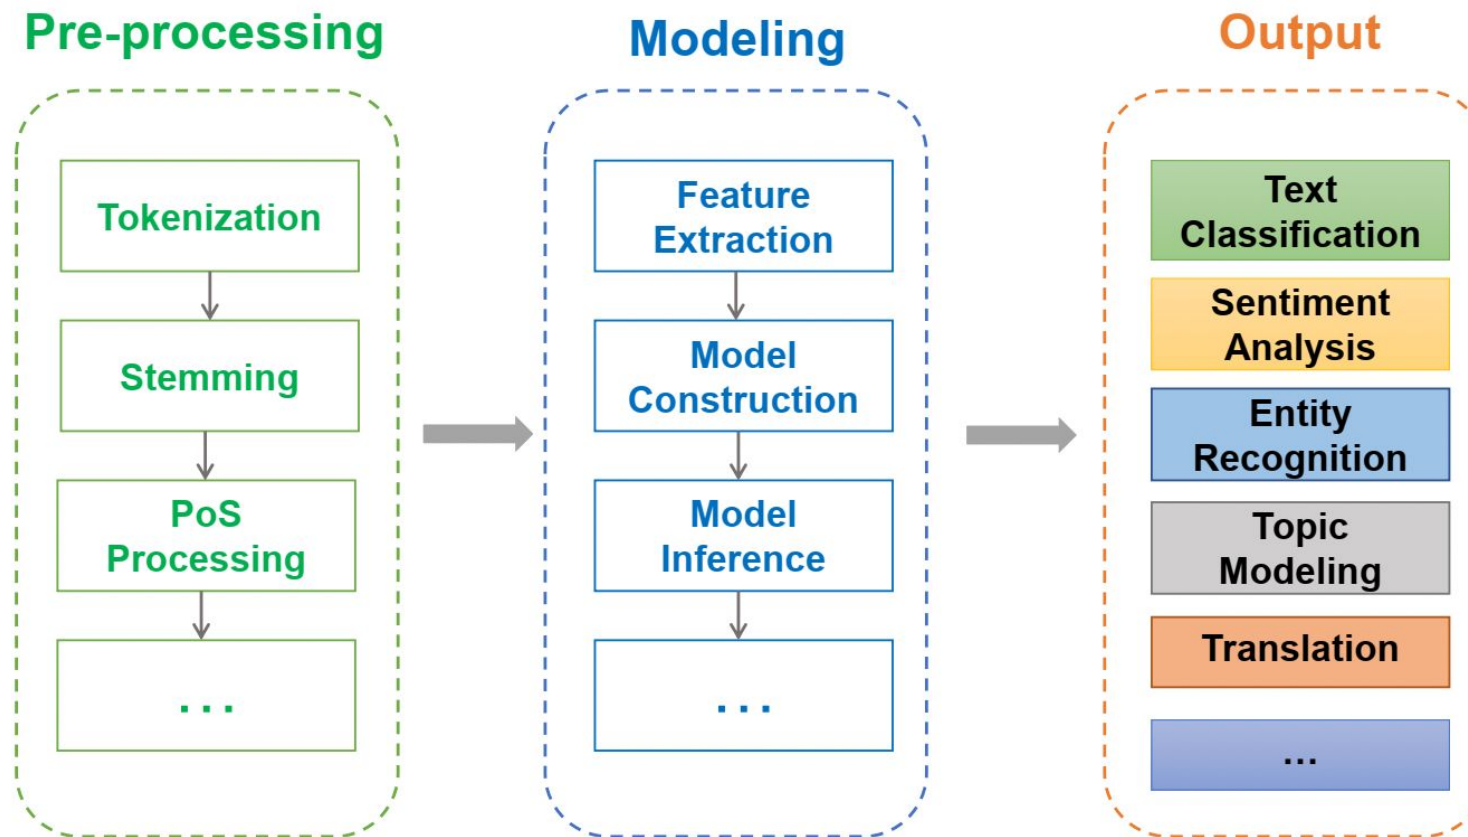 Pre-processing
Tokenization
Stemming
PoS
Processing
. . .
Modeling
Feature
Extraction
Model
Construction
Model
Inference
. . .
Output
Text
Classification
Sentiment
Analysis
Entity
Recognition
Topic
Modeling
Translation
...